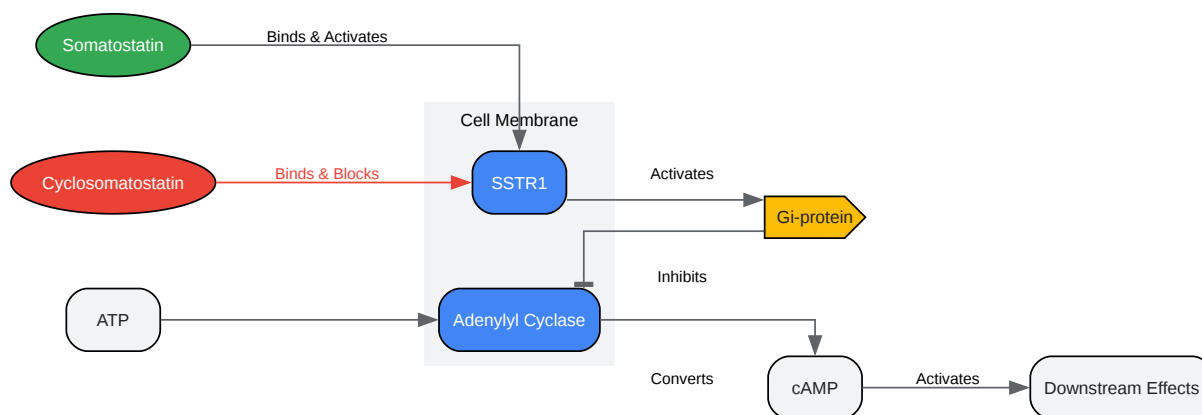 Somatostatin
Binds & Activates
Cell Membrane
Cyclosomatostatin
Binds & Blocks
SSTR1
Activates
Gi-protein
Inhibits
ATP
Adenylyl Cyclase
Converts
cAMP
Activates
Downstream Effects